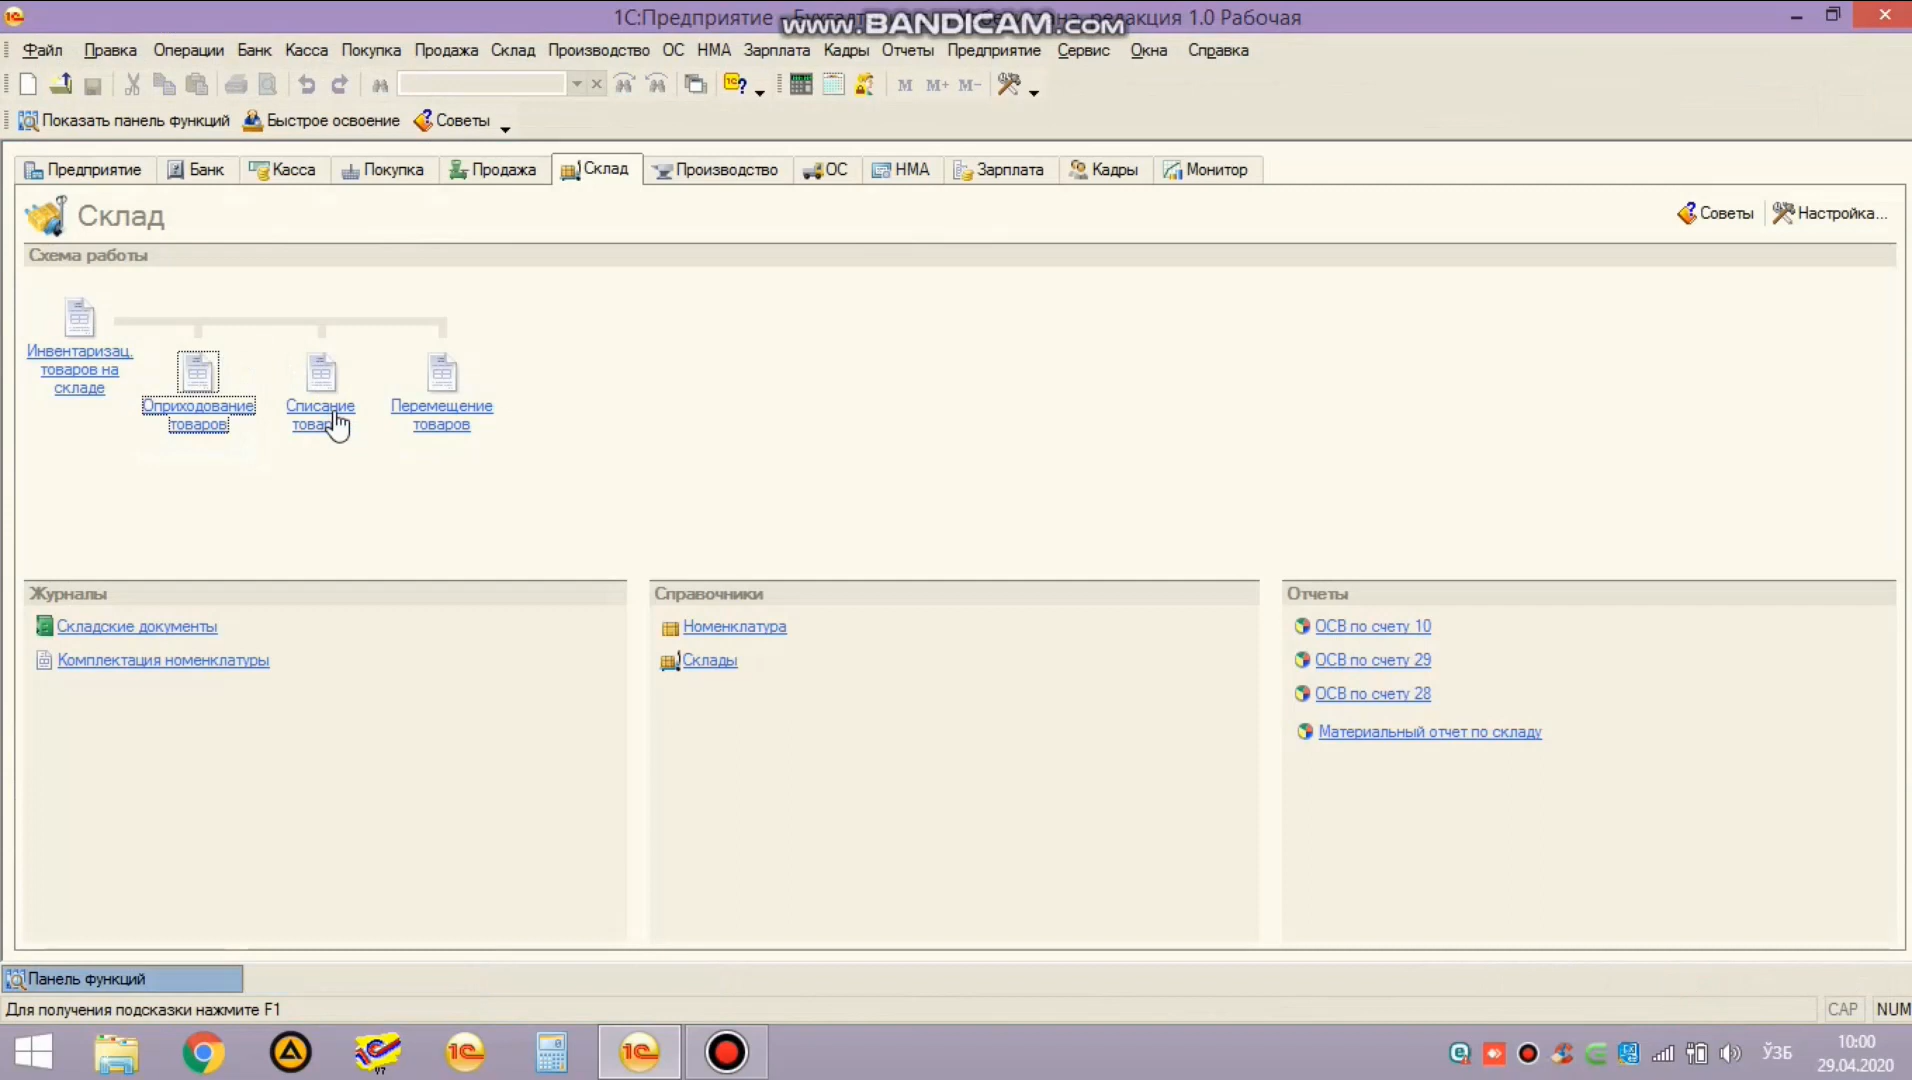 1С:Предприятие - Бухгалт редакция 1.0 Рабочая
www.BANDICAM.com
Файл Правка Операции Банк Касса Покупка Продажа Склад Производство ОС НМА Зарплата Кадры Отчеты Предприятие Сервис Окна Справка
M M+ M-
Показать панель функций Быстрое освоение Советы
Предприятие Банк Касса Покупка Продажа Склад Производство ОС НМА Зарплата Кадры Монитор
Склад
Советы Настройка...
Схема работы
Инвентаризац.
товаров на
складе
Оприходование
товаров
Списание
товар
Перемещение
товаров
Журналы
Складские документы
Комплектация номенклатуры
Справочники
Номенклатура
Склады
Отчеты
ОСВ по счету 10
ОСВ по счету 29
ОСВ по счету 28
Материальный отчет по складу
Панель функций
Для получения подсказки нажмите F1
CAP NUM
ЎЗБ
10:00
29.04.2020